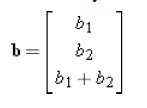 b =
b₁
b₂
b₁ + b₂